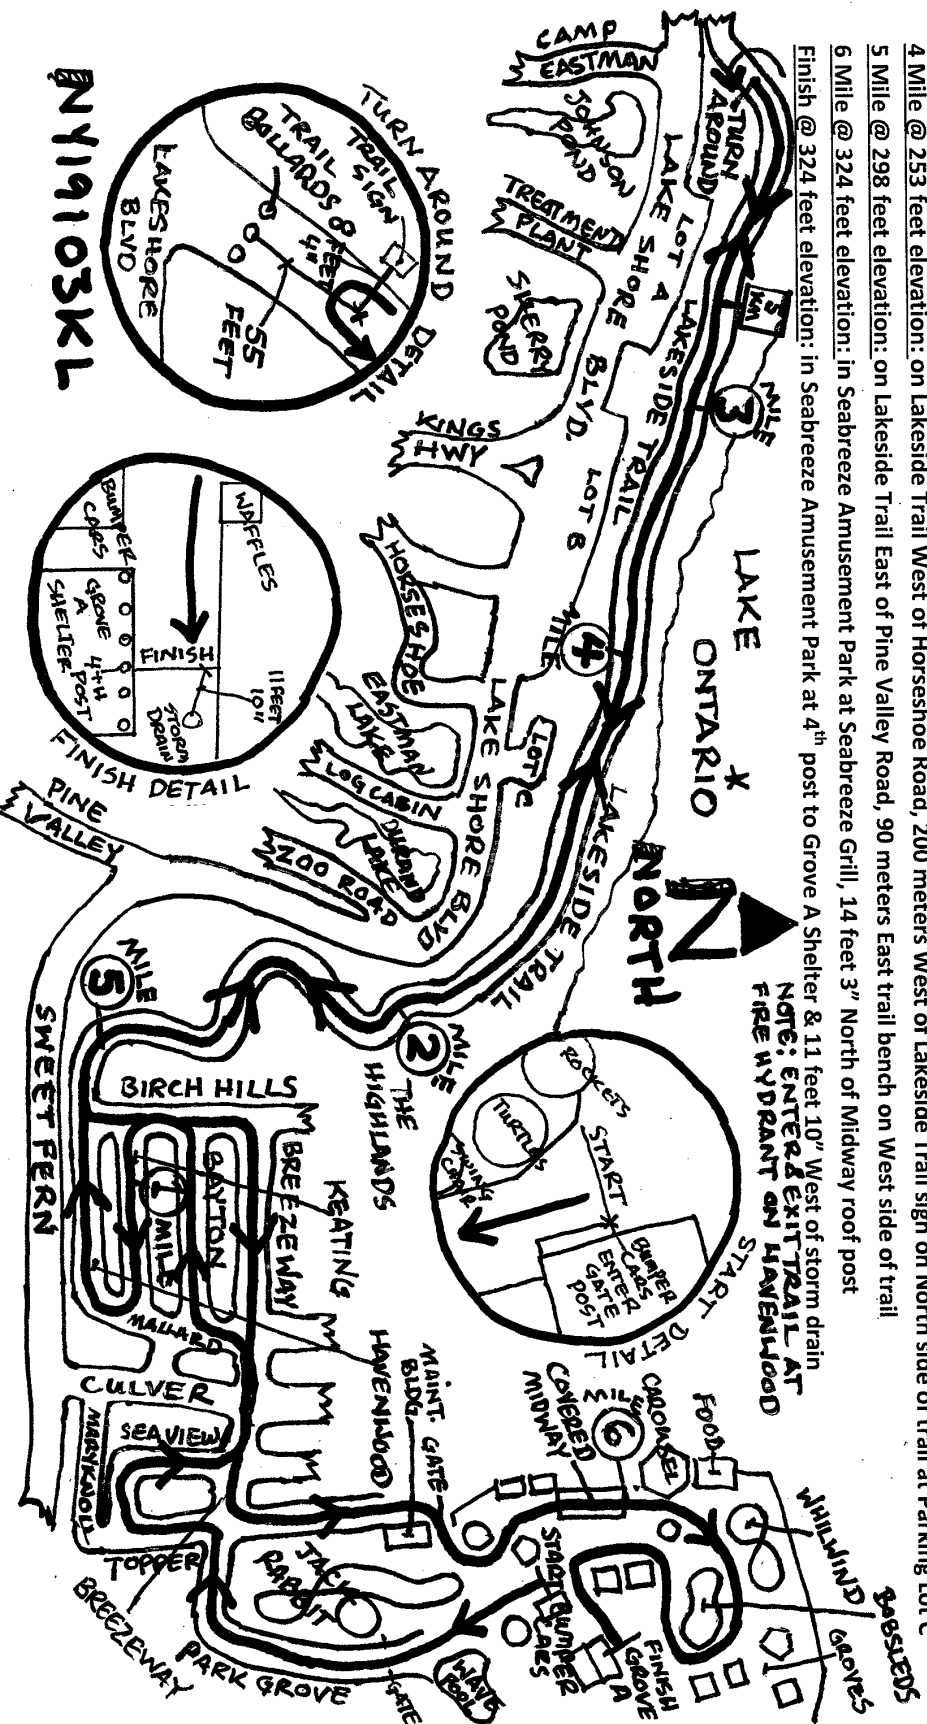 4 Mile @ 253 feet elevation: on Lakeside Trail West of Horseshoe Road, 200 meters West of Lakeside Trail sign on North side of trail at Parking Lot C
5 Mile @ 298 feet elevation: on Lakeside Trail East of Pine Valley Road, 90 meters East trail bench on West side of trail
6 Mile @ 324 feet elevation: in Seabreeze Amusement Park at Seabreeze Grill, 14 feet 3" North of Midway roof post
Finish @ 324 feet elevation: in Seabreeze Amusement Park at 4th post to Grove A Shelter & 11 feet 10" West of storm drain
NOTE: ENTER & EXIT TRAIL AT
FIRE HYDRANT ON HAVENWOOD
TURN
AROUND
5
KM
MILE
3
LAKE
ONTARIO
*
N
NORTH
LAKESIDE TRAIL
LOT A
LAKE SHORE
LAKE SHORE BLVD.
LOT B
MILE
4
LOT C
LAKESIDE TRAIL
LAKE SHORE BLVD
CAMP
EASTMAN
JOHNSON
POND
TREATMENT
PLANT
SHERRY
POND
KINGS
HWY
HORSESHOE
EASTMAN
LAKE
LOG CABIN
DURAND
LAKE
ZOO ROAD
PINE
VALLEY
MILE
2
THE
HIGHLANDS
MILE
5
SWEET FERN
BIRCH HILLS
BREEZEWAY
KEATING
BAYTON
1
MILE
MALLARD
HAVENWOOD
CULVER
SEAVIEW
MARYKNOLL
TOPPER
BREEZEWAY
PARK GROVE
GATE
MAINT.
BLDG.
GATE
COVERED
MIDWAY
MILE
6
CAROUSEL
FOOD
WHILWIND
BOBSLEDS
GROVES
JACK
RABBIT
START
BUMPER
CARS
FINISH
GROVE
A
WAVE
POOL
START DETAIL
ROCKETS
TURTLES
SWING
START
*
BUMPER
CARS
ENTER
GATE
POST
TURN AROUND DETAIL
TRAIL
SIGN
TRAIL
BOLLARDS
8
FEET
4"
*
55
FEET
LAKESHORE
BLVD
FINISH DETAIL
WAFFLES
11 FEET
10"
FINISH
STORM
DRAIN
BUMPER
CARS
GROVE
A
SHELTER
4TH
POST
NY19103KL